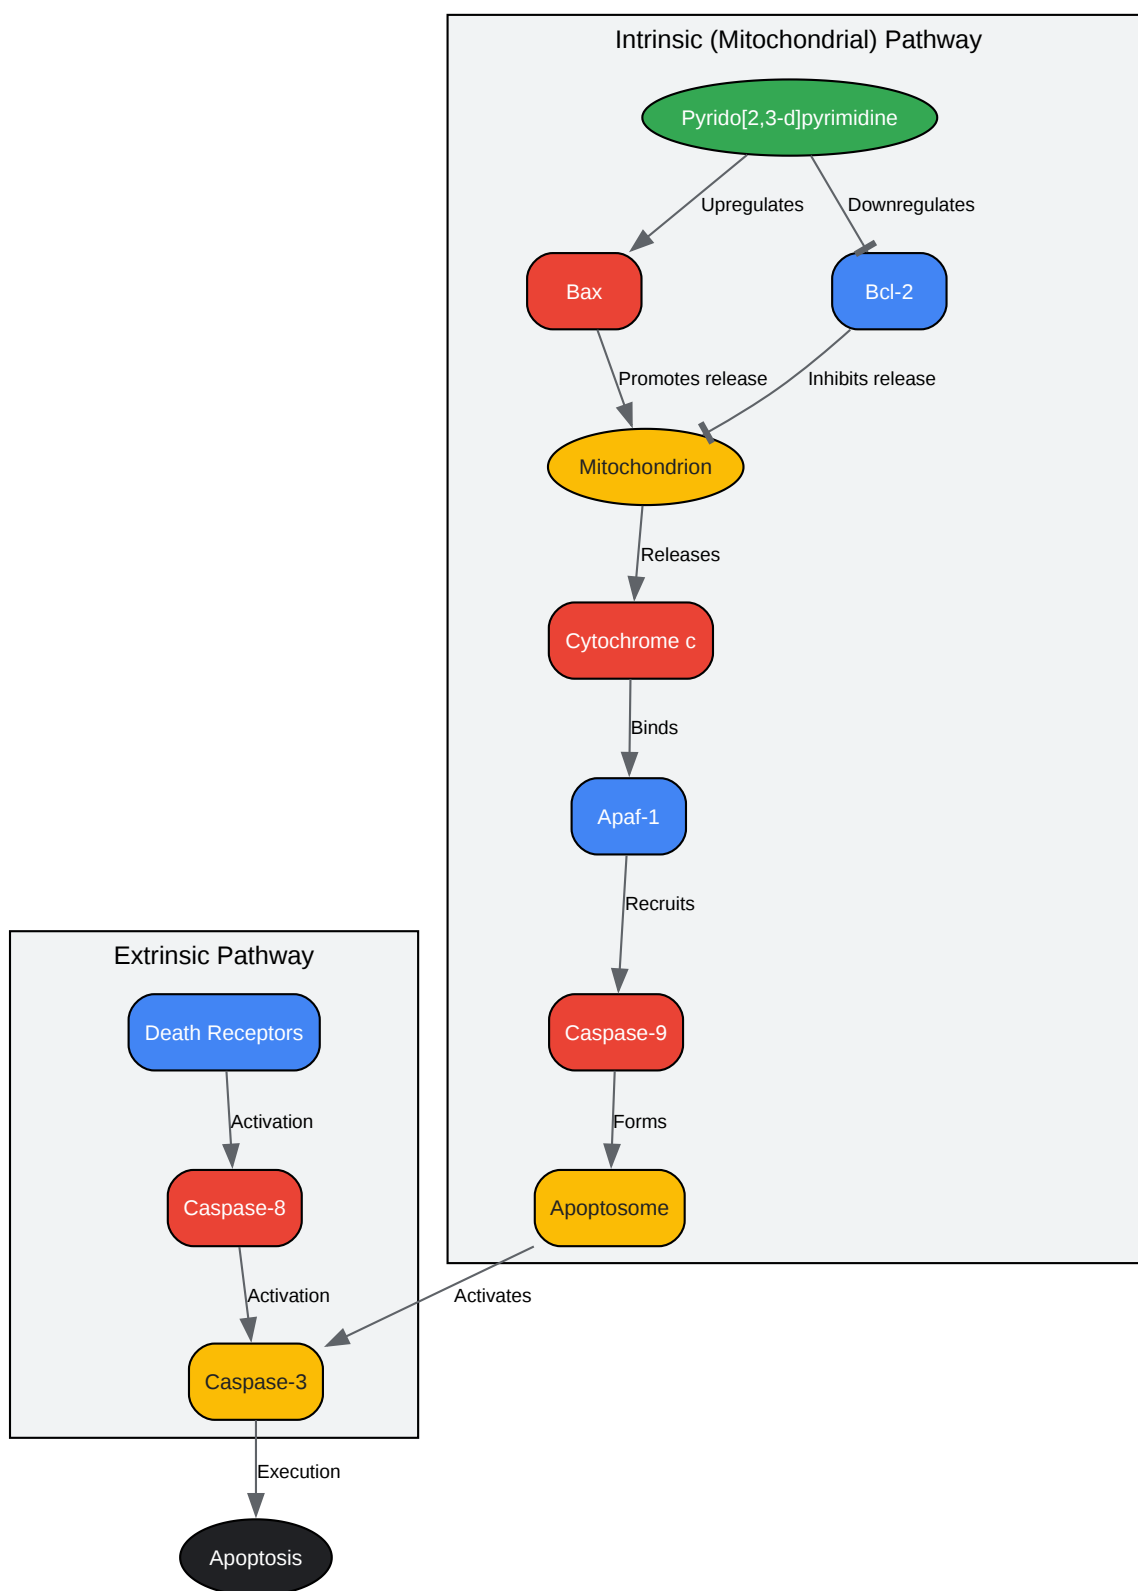 Intrinsic (Mitochondrial) Pathway
Pyrido[2,3-d]pyrimidine
Upregulates
Downregulates
Bax
Bcl-2
Promotes release
Inhibits release
Mitochondrion
Releases
Cytochrome c
Binds
Apaf-1
Recruits
Extrinsic Pathway
Death Receptors
Caspase-9
Activation
Forms
Caspase-8
Apoptosome
Activation
Activates
Caspase-3
Execution
Apoptosis